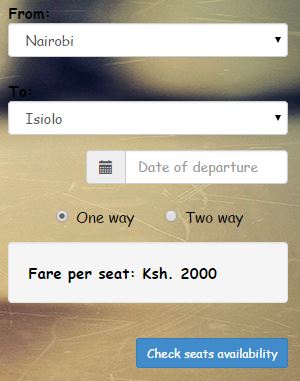 From:
Nairobi
To:
Isiolo
Date of departure
One way Two way
Fare per seat: Ksh. 2000
Check seats availability